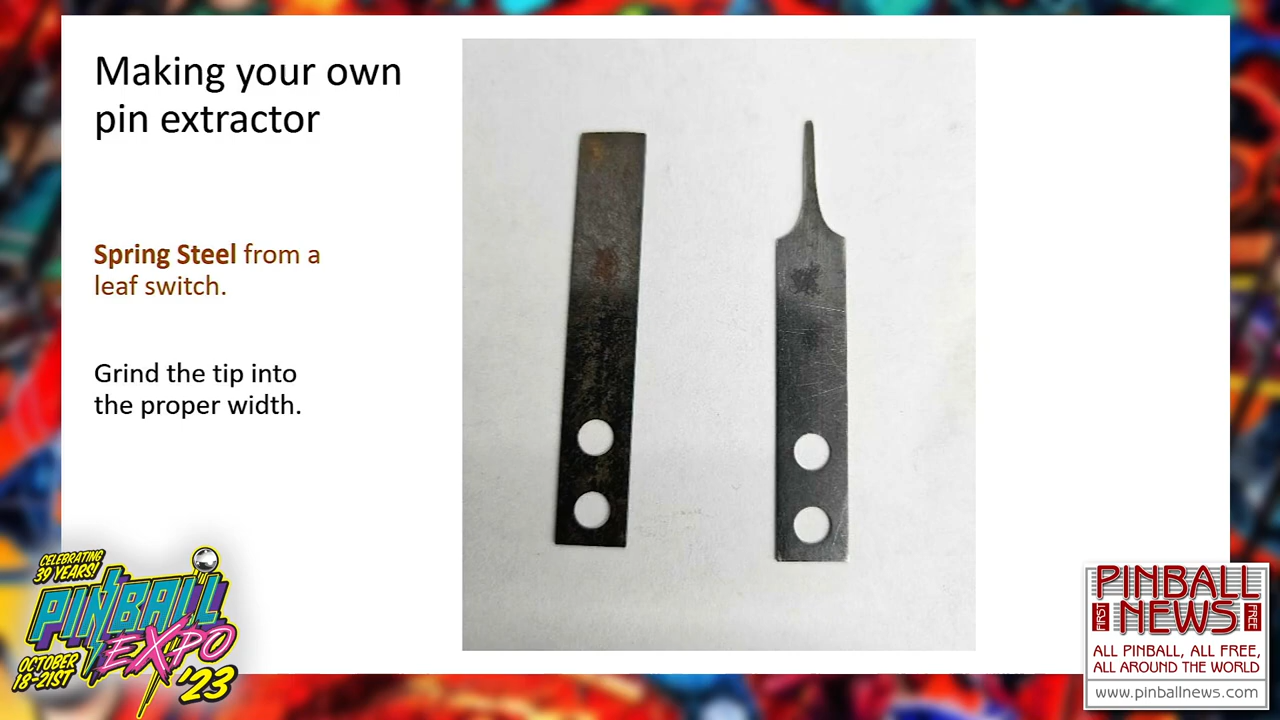 Making your own
pin extractor
Spring Steel from a
leaf switch.
Grind the tip into
the proper width.
CELEBRATING
39 YEARS!
PINBALL
EXPO
OCTOBER
18-21ST
'23
PINBALL
FIRST NEWS FREE
ALL PINBALL, ALL FREE,
ALL AROUND THE WORLD
www.pinballnews.com